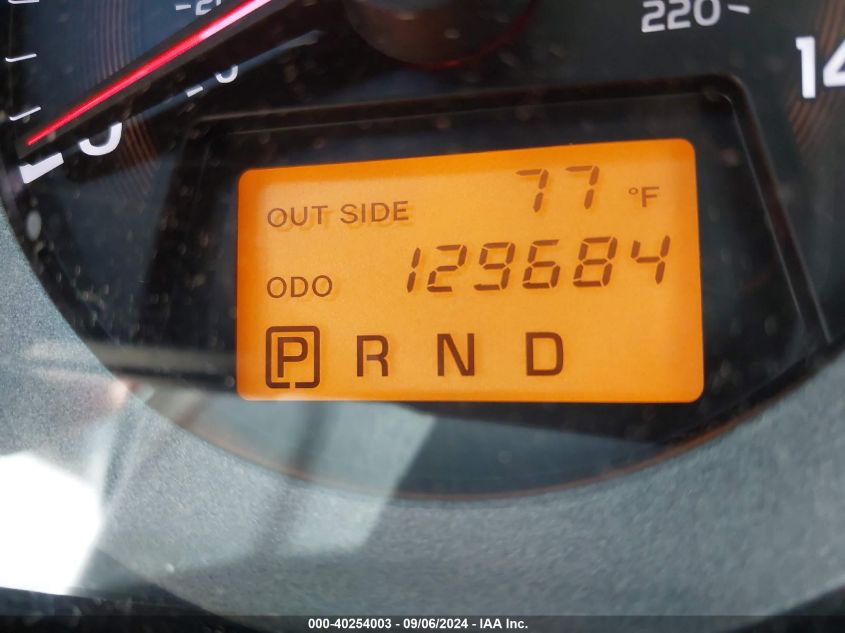 220
OUT SIDE 77 °F
ODO 129684
P R N D
000-40254003 - 09/06/2024 - IAA Inc.